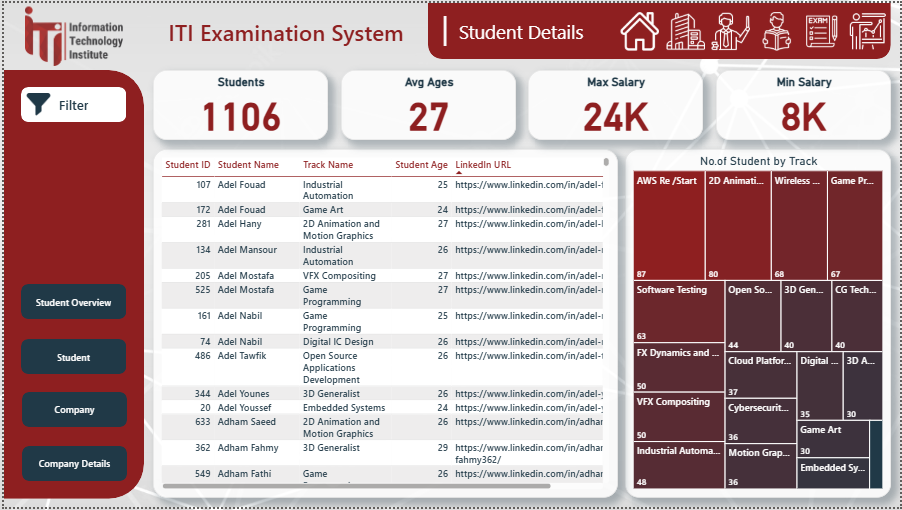 iTi Information
Technology
Institute
ITI Examination System
Student Details
EXAM
Filter
Student Overview
Student
Company
Company Details
Students
1106
Avg Ages
27
Max Salary
24K
Min Salary
8K
Student ID Student Name Track Name Student Age LinkedIn URL
107 Adel Fouad Industrial 25 https://www.linkedin.com/in/adel-
Automation
172 Adel Fouad Game Art 24 https://www.linkedin.com/in/adel-
281 Adel Hany 2D Animation and 27 https://www.linkedin.com/in/adel-
Motion Graphics
134 Adel Mansour Industrial 26 https://www.linkedin.com/in/adel-
Automation
205 Adel Mostafa VFX Compositing 27 https://www.linkedin.com/in/adel-
525 Adel Mostafa Game 27 https://www.linkedin.com/in/adel-
Programming
161 Adel Nabil Game 25 https://www.linkedin.com/in/adel-
Programming
74 Adel Nabil Digital IC Design 26 https://www.linkedin.com/in/adel-
486 Adel Tawfik Open Source 26 https://www.linkedin.com/in/adel-
Applications
Development
344 Adel Younes 3D Generalist 26 https://www.linkedin.com/in/adel-
20 Adel Youssef Embedded Systems 24 https://www.linkedin.com/in/adel-
633 Adham Saeed 2D Animation and 26 https://www.linkedin.com/in/adhar
Motion Graphics
362 Adham Fahmy 3D Generalist 29 https://www.linkedin.com/in/adhar
fahmy362/
549 Adham Fathi Game 26 https://www.linkedin.com/in/adhar
No.of Student by Track
AWS Re /Start
87
2D Animati...
80
Wireless ...
68
Game Pr...
67
Software Testing
63
FX Dynamics and ...
50
VFX Compositing
50
Industrial Automa...
48
Open So...
44
3D Gen...
40
CG Tech...
40
Cloud Platfor...
37
Cybersecurit...
36
Motion Grap...
36
Digital ...
35
3D A...
30
Game Art
30
Embedded Sy...